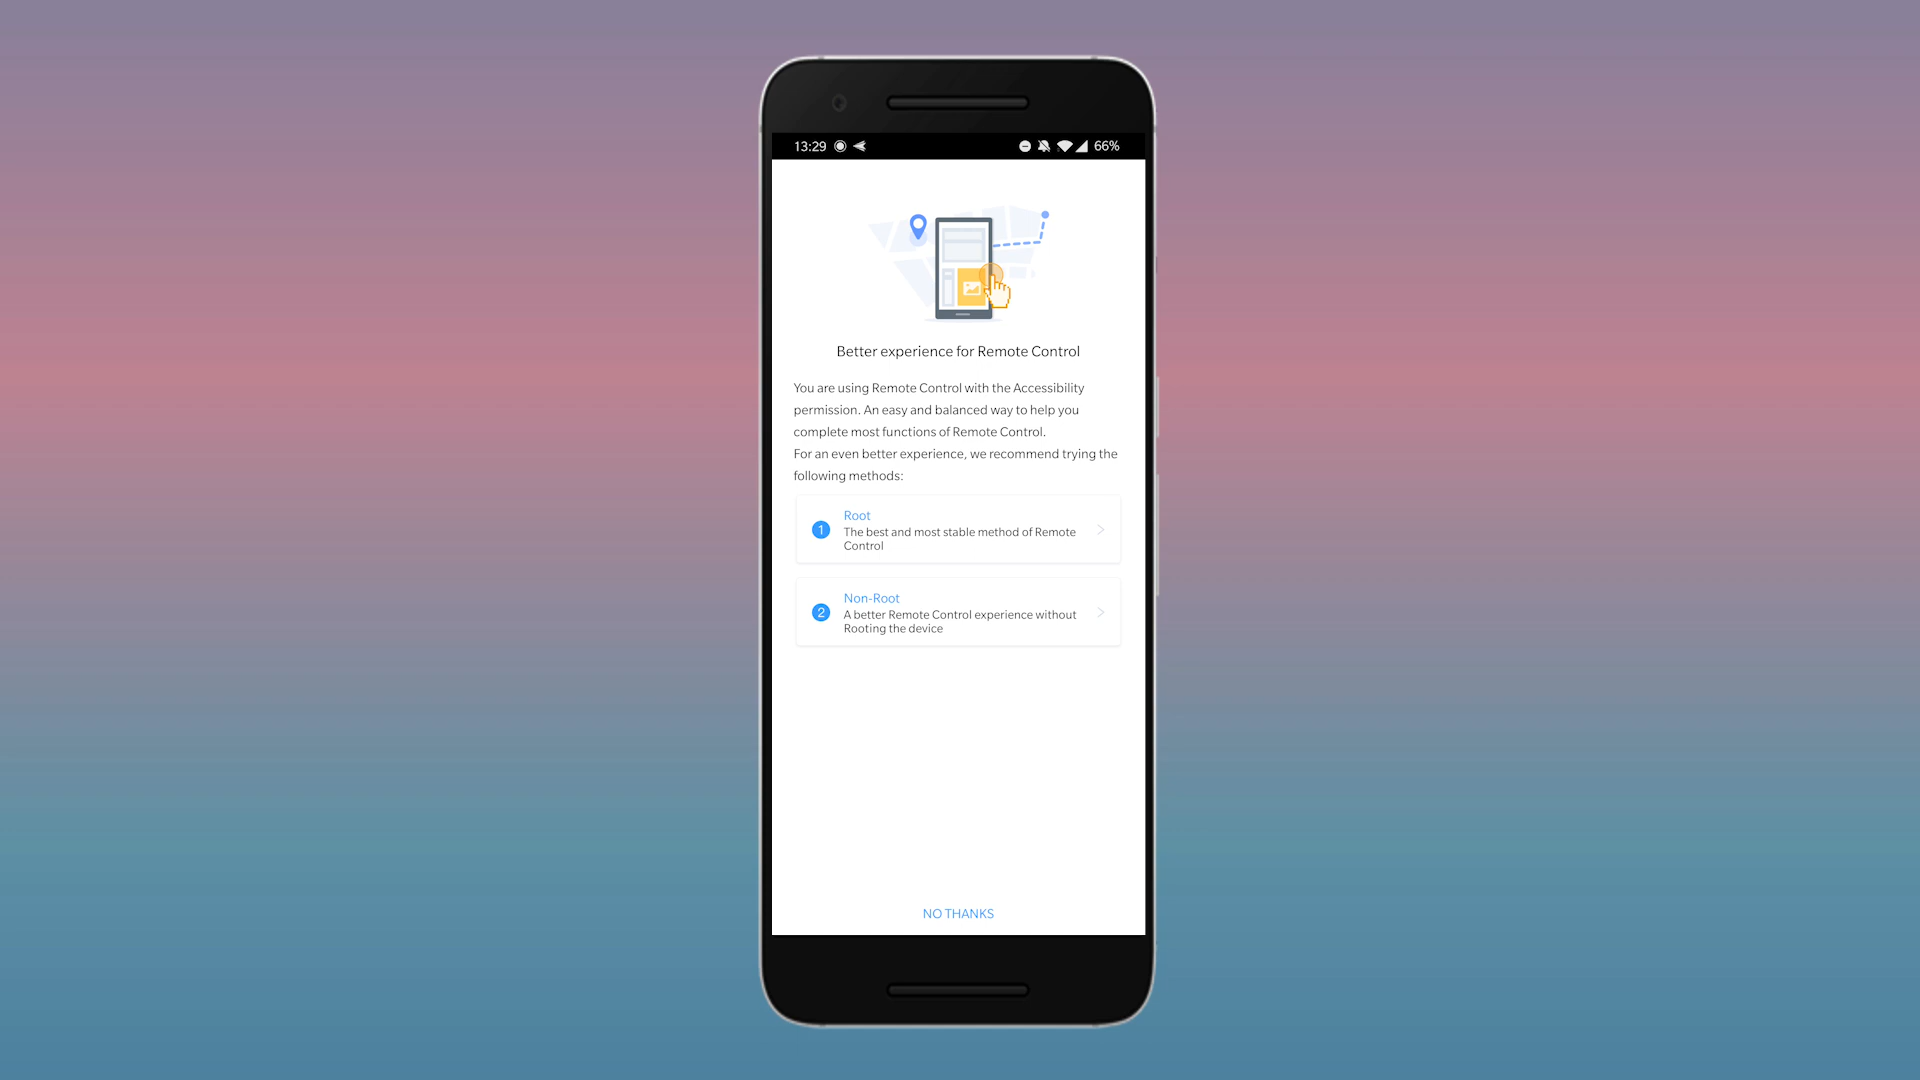 13:29
66%
Better experience for Remote Control
You are using Remote Control with the Accessibility
permission. An easy and balanced way to help you
complete most functions of Remote Control.
For an even better experience, we recommend trying the
following methods:
1
Root
The best and most stable method of Remote
Control
2
Non-Root
A better Remote Control experience without
Rooting the device
NO THANKS